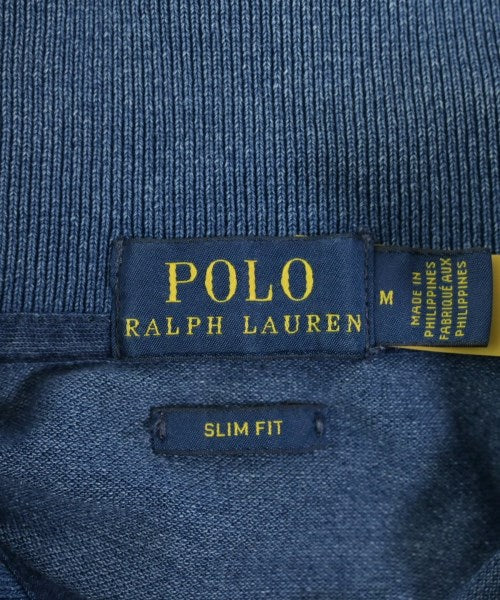 POLO
RALPH LAUREN
M
MADE IN
PHILIPPINES
FABRIQUÉ AUX
PHILIPPINES
SLIM FIT